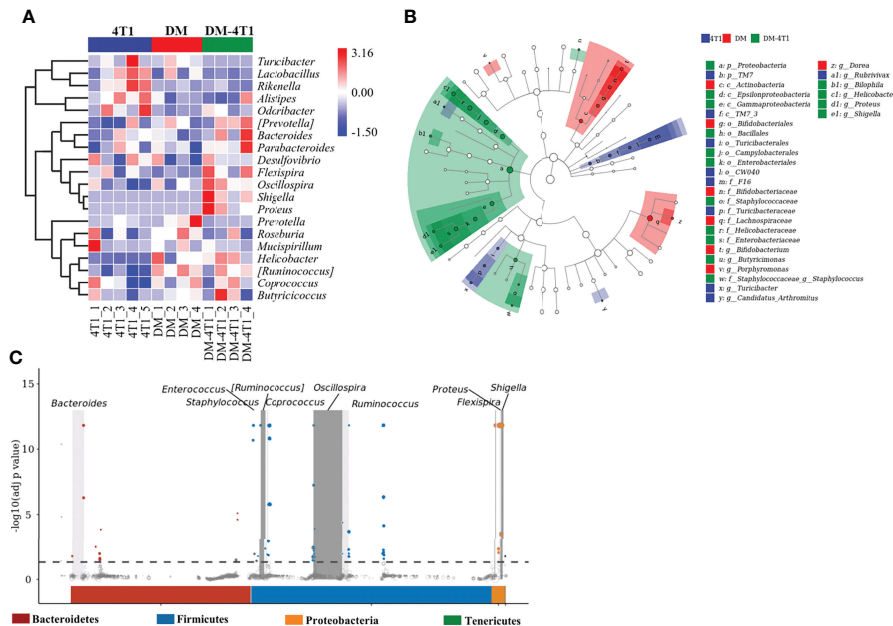 A
4T1 DM DM-4T1
3.16
0.00
-1.50
Turicibacter
Lactobacillus
Rikenella
Alistipes
Odoribacter
[Prevotella]
Bacteroides
Parabacteroides
Desulfovibrio
Flexispira
Oscillospira
Shigella
Proteus
Prevotella
Roseburia
Mucispirillum
Helicobacter
[Ruminococcus]
Coprococcus
Butyricicoccus
4T1_1
4T1_2
4T1_3
4T1_4
4T1_5
DM_1
DM_2
DM_3
DM_4
DM-4T1_1
DM-4T1_2
DM-4T1_3
DM-4T1_4
B
4T1 DM DM-4T1
a: p__Proteobacteria
b: p__TM7
c: c__Actinobacteria
d: c__Epsilonproteobacteria
e: c__Gammaproteobacteria
f: c__TM7_3
g: o__Bifidobacteriales
h: o__Bacillales
i: o__Turicibacterales
j: o__Campylobacterales
k: o__Enterobacteriales
l: o__CW040
m: f__F16
n: f__Bifidobacteriaceae
o: f__Staphylococcaceae
p: f__Turicibacteraceae
q: f__Lachnospiraceae
r: f__Helicobacteraceae
s: f__Enterobacteriaceae
t: g__Bifidobacterium
u: g__Butyricimonas
v: g__Porphyromonas
w: f__Staphylococcaceae_g__Staphylococcus
x: g__Turicibacter
y: g__Candidatus_Arthromitus
z: g__Dorea
a1: g__Rubrivivax
b1: g__Bilophila
c1: g__Helicobacte
d1: g__Proteus
e1: g__Shigella
C
-log10(adj p value)
15
10
5
0
Bacteroides
Enterococcus
Staphylococcus
[Ruminococcus]
Coprococcus
Oscillospira
Ruminococcus
Proteus
Flexispira
Shigella
Bacteroidetes Firmicutes Proteobacteria Tenericutes